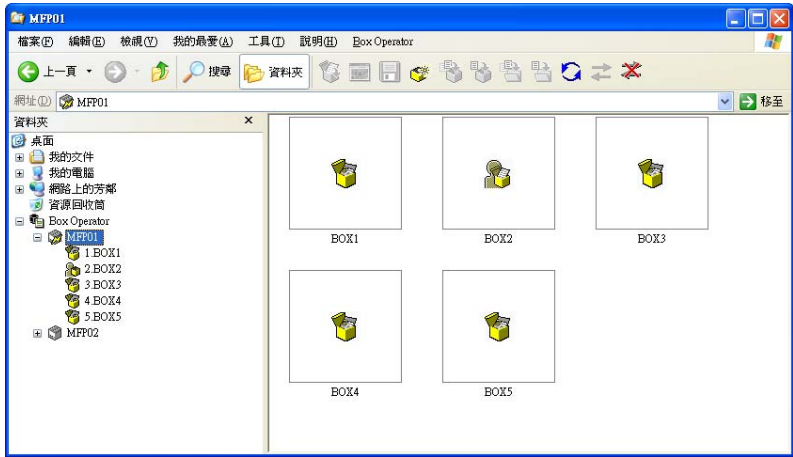 MFP01
檔案(F) 編輯(E) 檢視(V) 我的最愛(A) 工具(T) 說明(H) Box Operator
上一頁 搜尋 資料夾
網址(D) MFP01 移至
資料夾 x
桌面
我的文件
我的電腦
網路上的芳鄰
資源回收筒
Box Operator
MFP01
1.BOX1
2.BOX2
3.BOX3
4.BOX4
5.BOX5
MFP02
BOX1 BOX2 BOX3
BOX4 BOX5